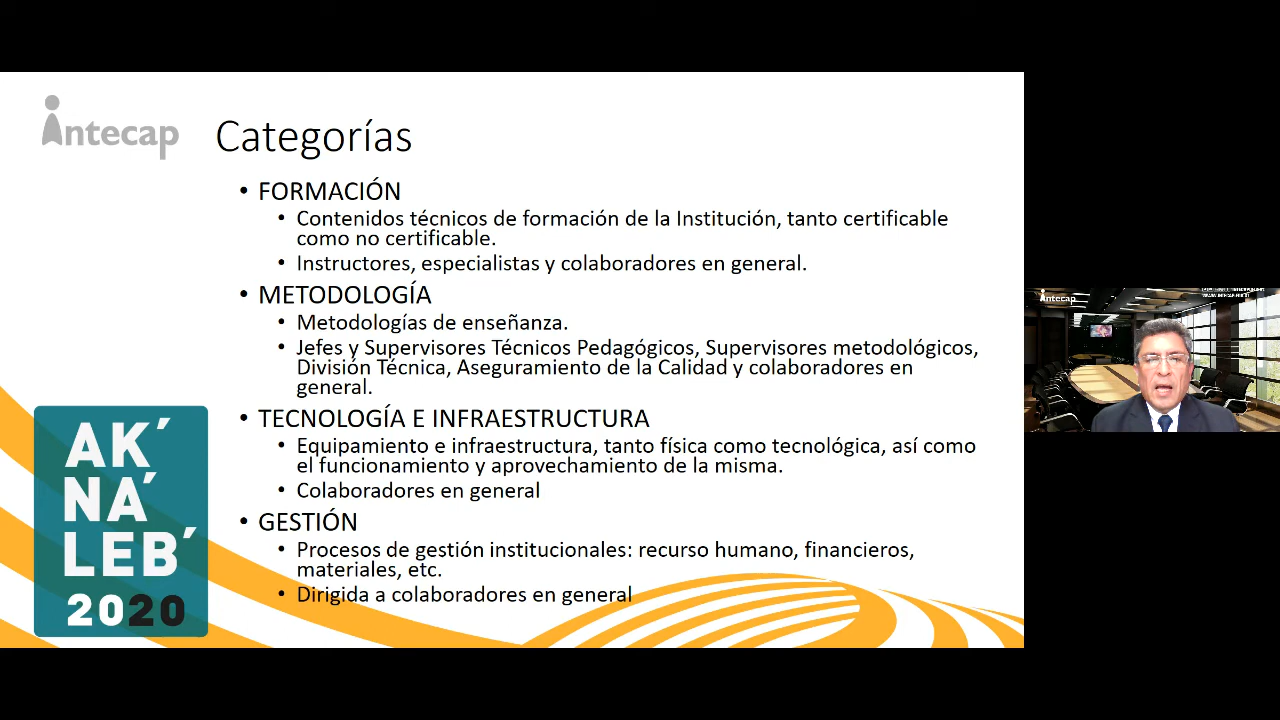 intecap
Categorías
• FORMACIÓN
• Contenidos técnicos de formación de la Institución, tanto certificable
como no certificable.
• Instructores, especialistas y colaboradores en general.
• METODOLOGÍA
• Metodologías de enseñanza.
• Jefes y Supervisores Técnicos Pedagógicos, Supervisores metodológicos,
División Técnica, Aseguramiento de la Calidad y colaboradores en
general.
• TECNOLOGÍA E INFRAESTRUCTURA
• Equipamiento e infraestructura, tanto física como tecnológica, así como
el funcionamiento y aprovechamiento de la misma.
• Colaboradores en general
• GESTIÓN
• Procesos de gestión institucionales: recurso humano, financieros,
materiales, etc.
• Dirigida a colaboradores en general
AK´
NA´
LEB´
2020
intecap